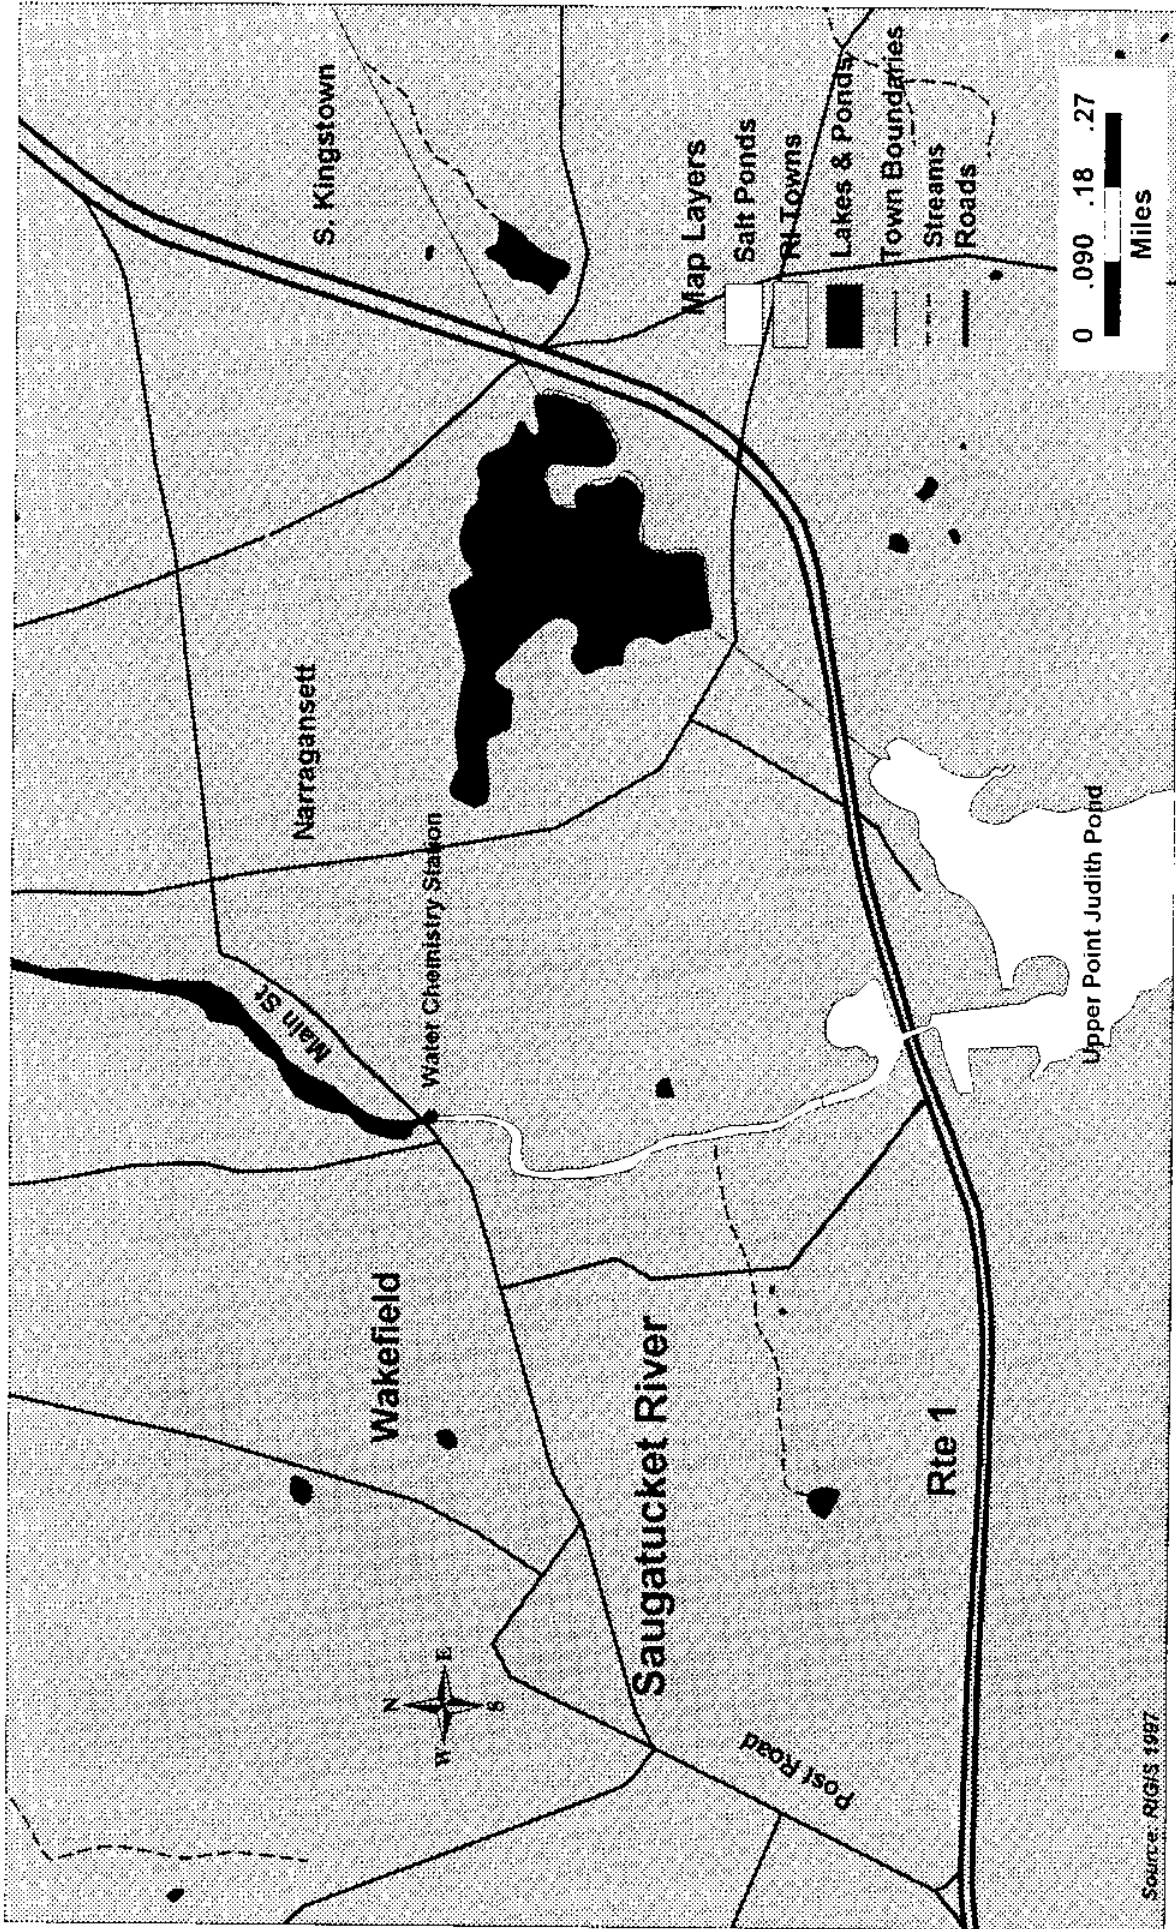 S. Kingstown
Narragansett
Main St
Water Chemistry Station
Wakefield
N
W E
S
Saugatucket River
Post Road
Rte 1
Upper Point Judith Pond
Map Layers
Salt Ponds
RI Towns
Lakes & Ponds
Town Boundaries
Streams
Roads
0 .090 .18 .27
Miles
Source: RIGIS 1997